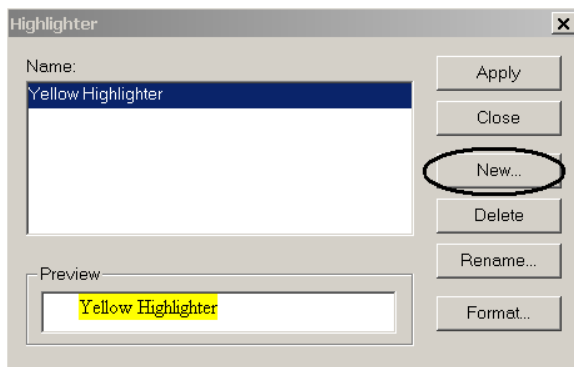 Highlighter
Name:
Yellow Highlighter
Apply
Close
New...
Delete
Rename...
Format...
Preview
Yellow Highlighter